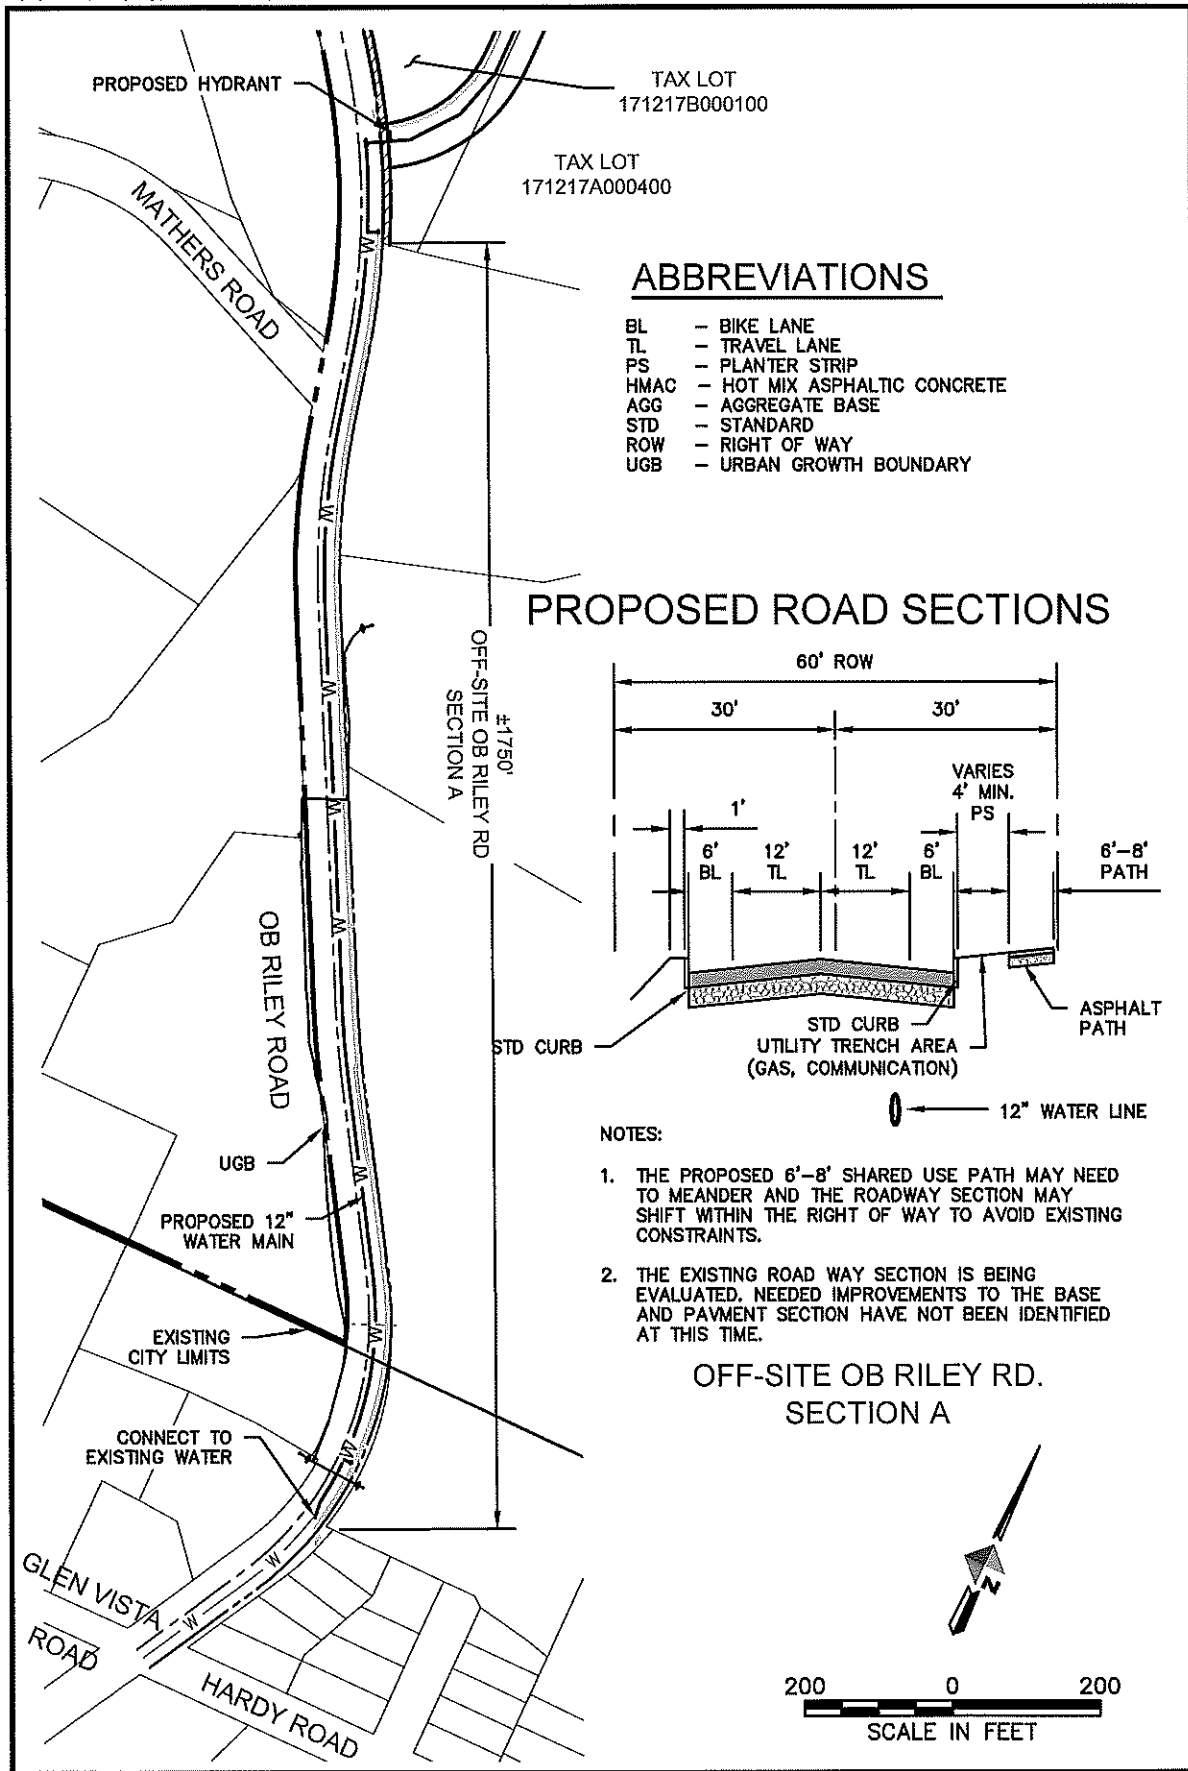 PROPOSED HYDRANT
TAX LOT
171217B000100
TAX LOT
171217A000400
MATHERS ROAD
W
ABBREVIATIONS
BL – BIKE LANE
TL – TRAVEL LANE
PS – PLANTER STRIP
HMAC – HOT MIX ASPHALTIC CONCRETE
AGG – AGGREGATE BASE
STD – STANDARD
ROW – RIGHT OF WAY
UGB – URBAN GROWTH BOUNDARY
W
PROPOSED ROAD SECTIONS
60' ROW
30'
30'
±1750'
OFF-SITE OB RILEY RD
SECTION A
W
VARIES
4' MIN.
PS
1'
6'
BL
12'
TL
12'
TL
6'
BL
6'-8'
PATH
W
W
OB RILEY ROAD
STD CURB
STD CURB
UTILITY TRENCH AREA
(GAS, COMMUNICATION)
ASPHALT
PATH
12" WATER LINE
UGB
W
PROPOSED 12"
WATER MAIN
NOTES:
1. THE PROPOSED 6'-8' SHARED USE PATH MAY NEED
TO MEANDER AND THE ROADWAY SECTION MAY
SHIFT WITHIN THE RIGHT OF WAY TO AVOID EXISTING
CONSTRAINTS.
2. THE EXISTING ROAD WAY SECTION IS BEING
EVALUATED. NEEDED IMPROVEMENTS TO THE BASE
AND PAVMENT SECTION HAVE NOT BEEN IDENTIFIED
AT THIS TIME.
W
EXISTING
CITY LIMITS
OFF-SITE OB RILEY RD.
SECTION A
CONNECT TO
EXISTING WATER
W
W
W
GLEN VISTA
ROAD
HARDY ROAD
N
200 0 200
SCALE IN FEET